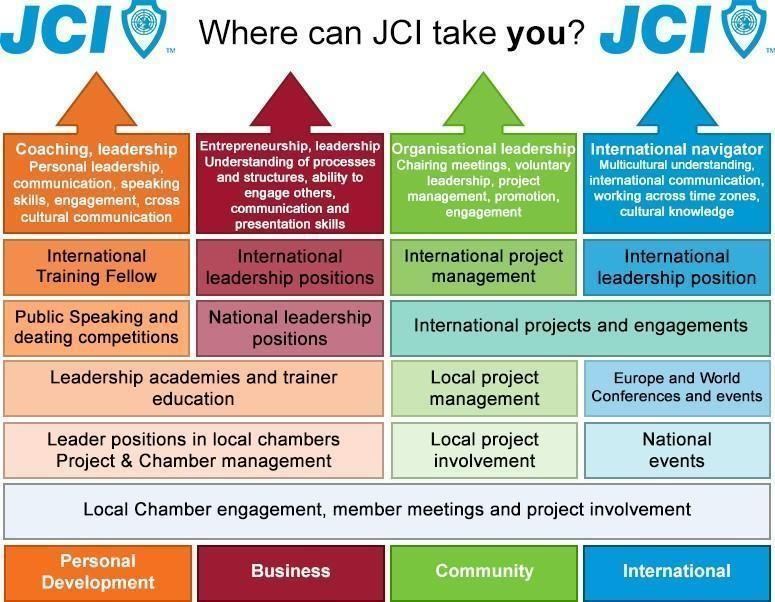 JCI TM
Where can JCI take you?
JCI TM
Coaching, leadership
Personal leadership,
communication, speaking
skills, engagement, cross
cultural communication
Entrepreneurship, leadership
Understanding of processes
and structures, ability to
engage others,
communication and
presentation skills
Organisational leadership
Chairing meetings, voluntary
leadership, project
management, promotion,
engagement
International navigator
Multicultural understanding,
international communication,
working across time zones,
cultural knowledge
International
Training Fellow
International
leadership positions
International project
management
International
leadership position
Public Speaking and
deating competitions
National leadership
positions
International projects and engagements
Leadership academies and trainer
education
Local project
management
Europe and World
Conferences and events
Leader positions in local chambers
Project & Chamber management
Local project
involvement
National
events
Local Chamber engagement, member meetings and project involvement
Personal
Development
Business
Community
International